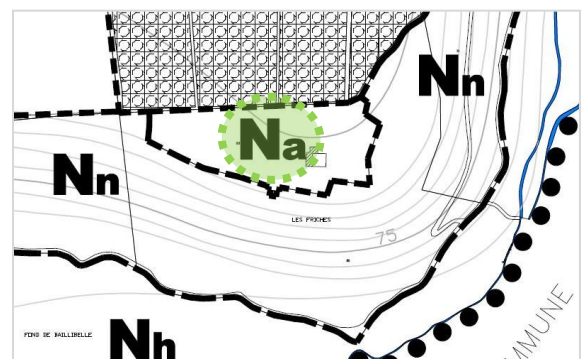 Nn
Na
Nn
LES FRICHES
75
FOND DE BAILLIBELLE
Nh
MMUNE